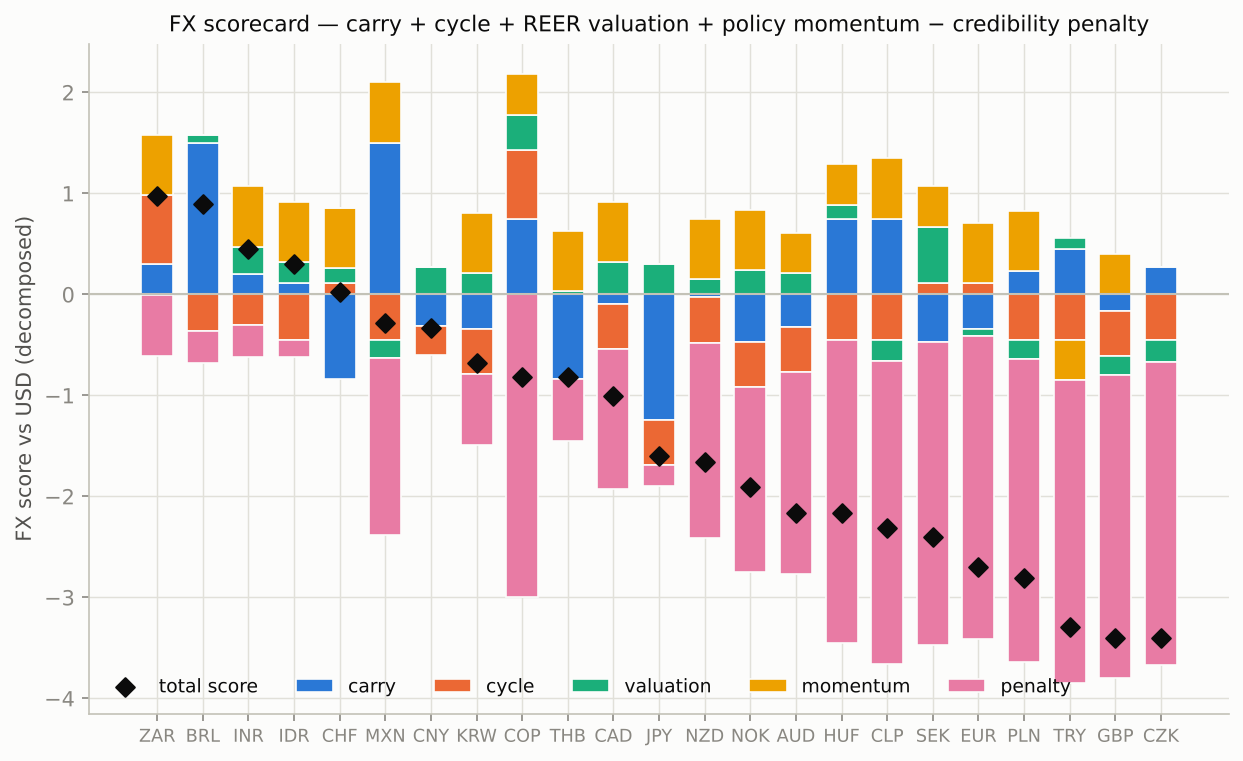 FX scorecard — carry + cycle + REER valuation + policy momentum − credibility penalty
FX score vs USD (decomposed)
2
1
0
−1
−2
−3
−4
total score carry cycle valuation momentum penalty
ZAR BRL INR IDR CHF MXN CNY KRW COP THB CAD JPY NZD NOK AUD HUF CLP SEK EUR PLN TRY GBP CZK